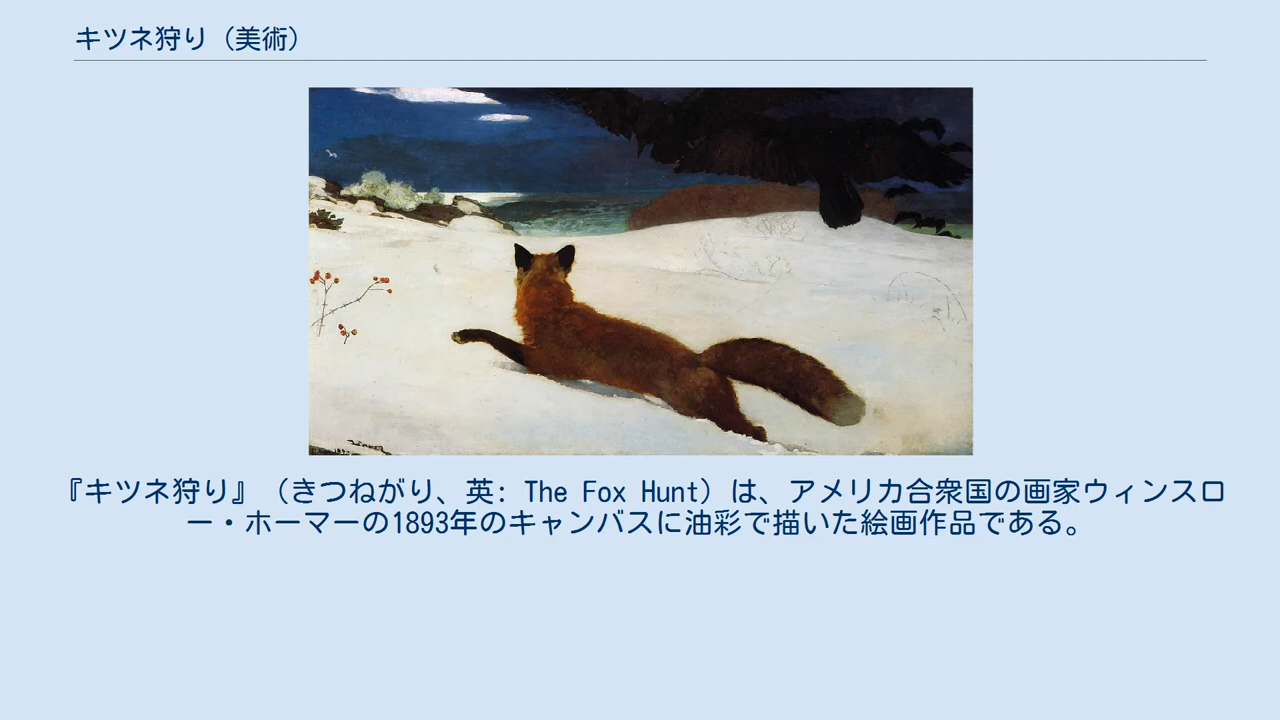 キツネ狩り（美術）
『キツネ狩り』（きつねがり、英: The Fox Hunt）は、アメリカ合衆国の画家ウィンスロ
ー・ホーマーの1893年のキャンバスに油彩で描いた絵画作品である。